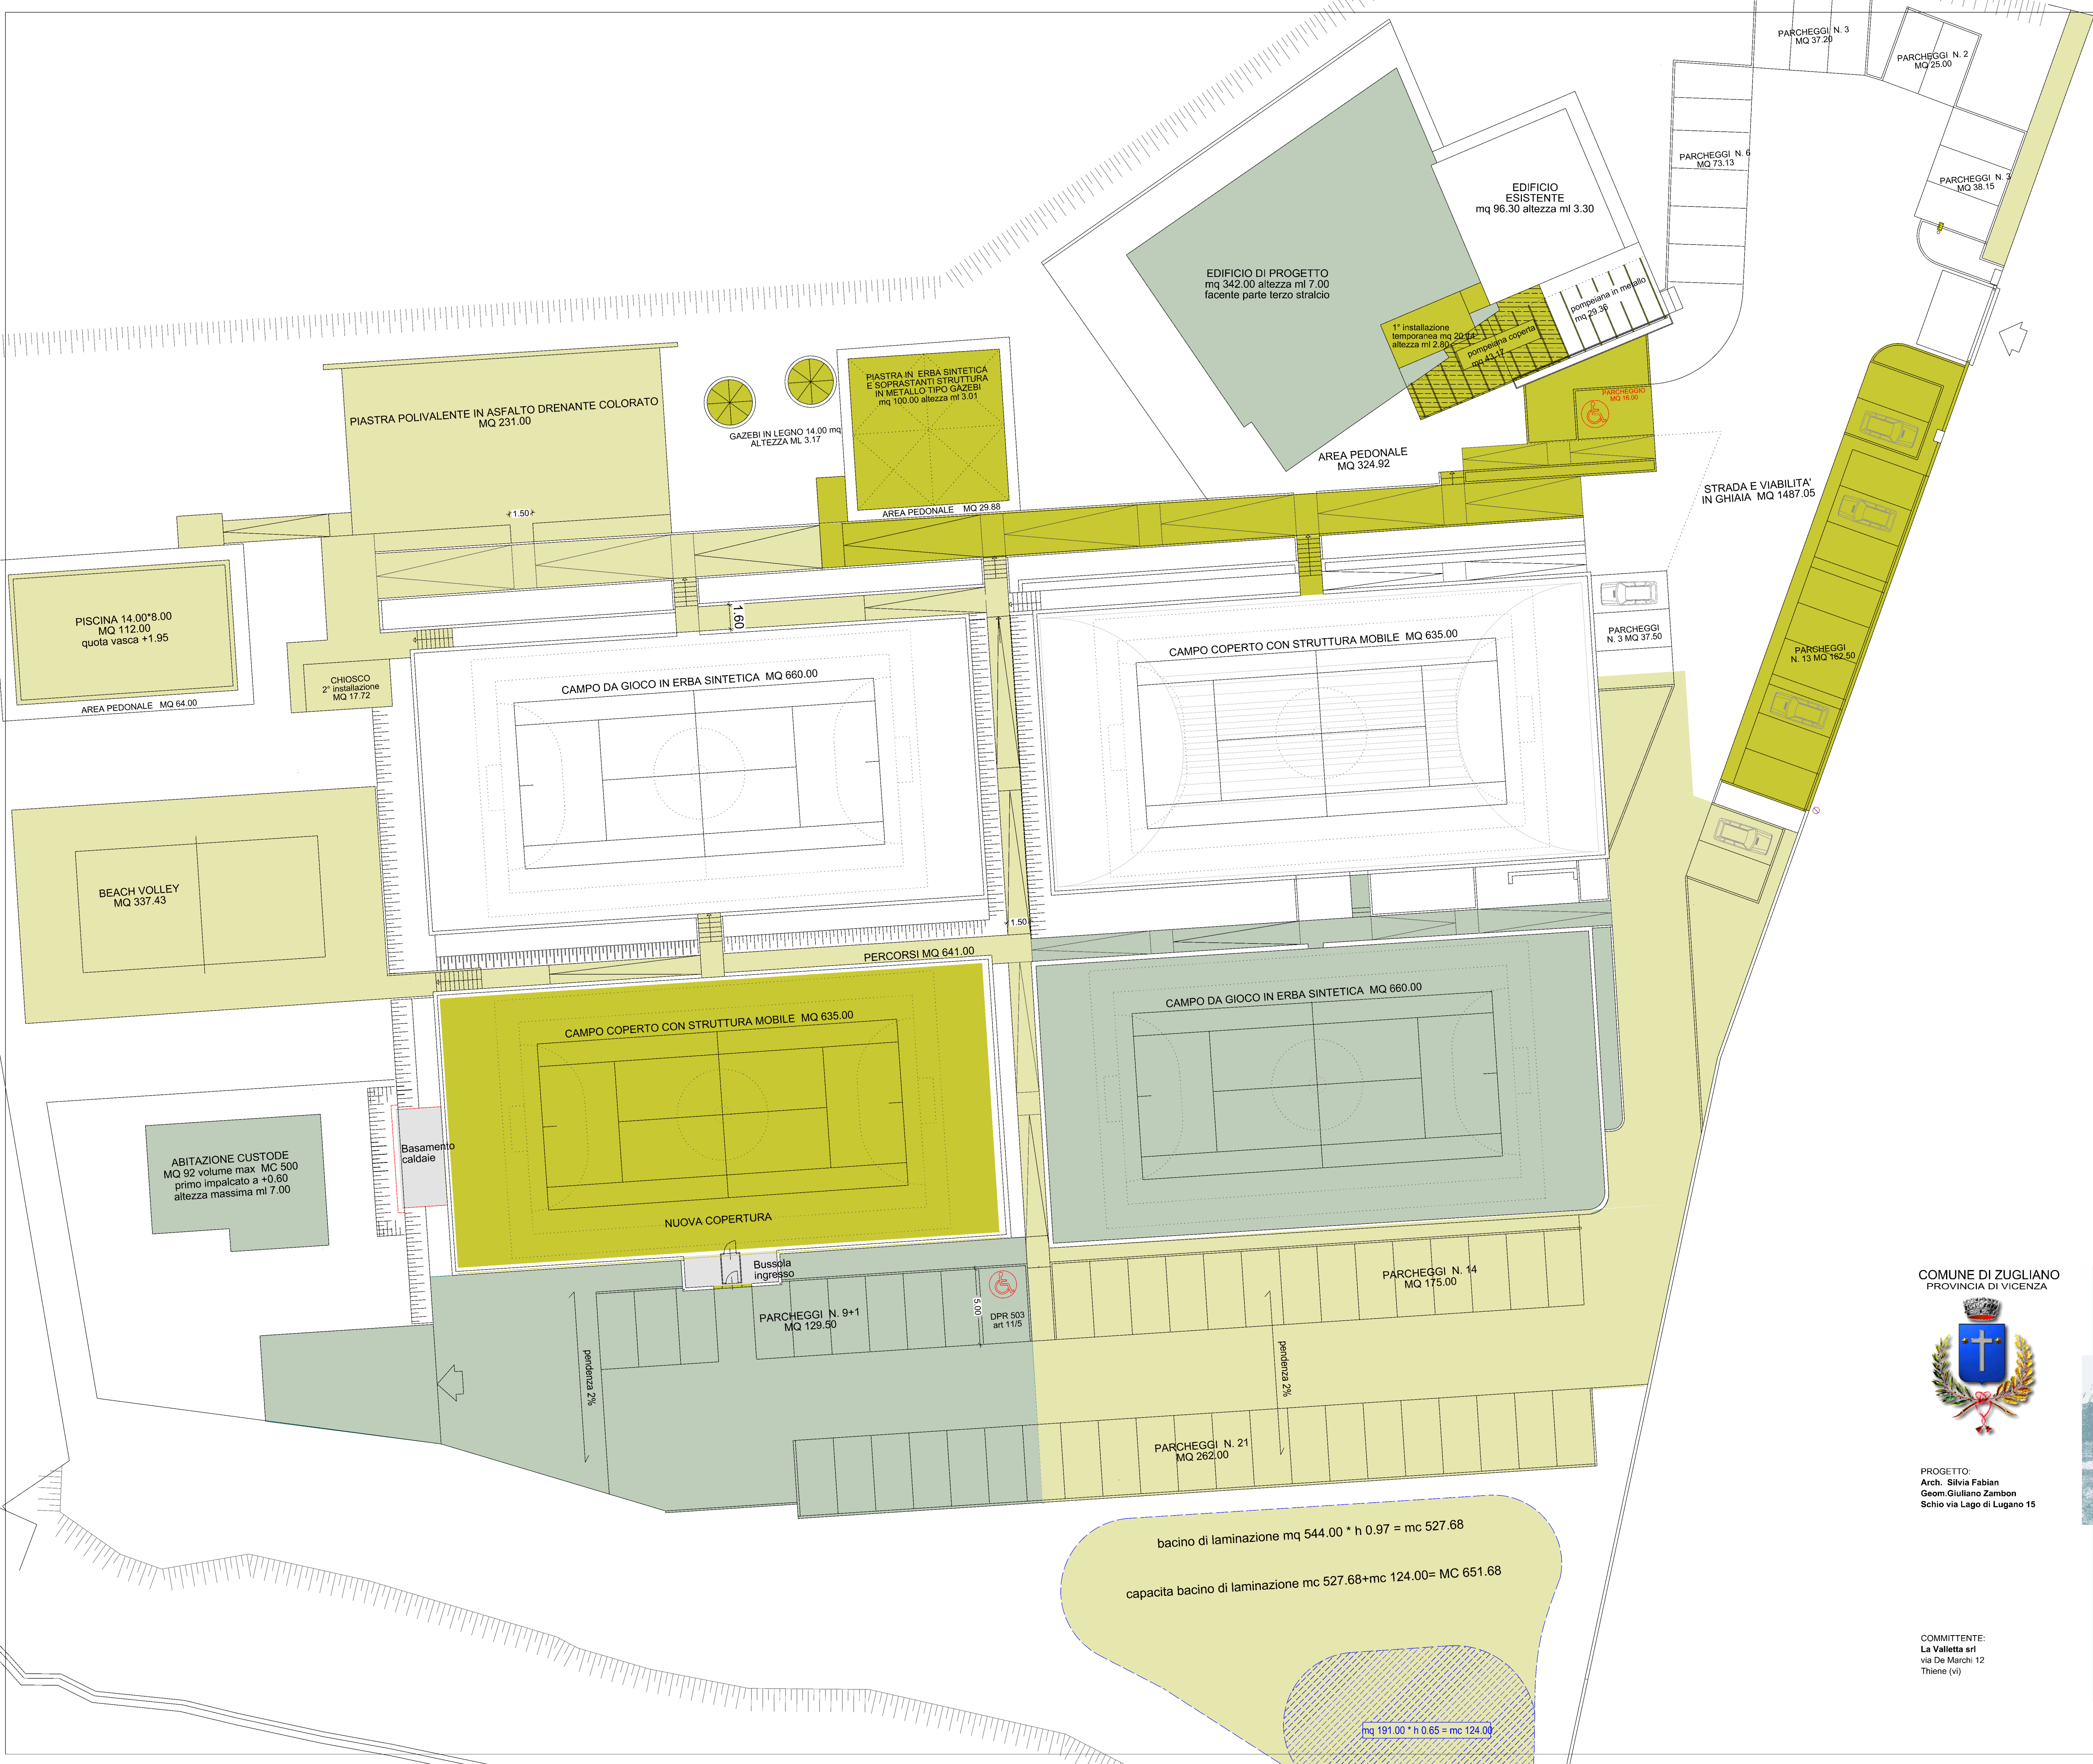 PARCHEGGI N. 3
MQ 37.20
PARCHEGGI N. 2
MQ 25.00
PARCHEGGI N. 6
MQ 73.13
PARCHEGGI N. 3
MQ 38.15
EDIFICIO
ESISTENTE
mq 96.30 altezza ml 3.30
EDIFICIO DI PROGETTO
mq 342.00 altezza ml 7.00
facente parte terzo stralcio
pompeiana in metallo
mq 29.36
1° installazione
temporanea mq 20.14
altezza ml 2.80
pompeiana coperta
mq 43.17
PARCHEGGIO
MQ 16.00
PIASTRA IN ERBA SINTETICA
E SOPRASTANTI STRUTTURA
IN METALLO TIPO GAZEBI
mq 100.00 altezza mt 3.01
PIASTRA POLIVALENTE IN ASFALTO DRENANTE COLORATO
MQ 231.00
GAZEBI IN LEGNO 14.00 mq
ALTEZZA ML 3.17
AREA PEDONALE
MQ 324.92
STRADA E VIABILITA'
IN GHIAIA MQ 1487.05
1.50
AREA PEDONALE MQ 29.88
PISCINA 14.00*8.00
MQ 112.00
quota vasca +1.95
AREA PEDONALE MQ 64.00
1.60
CHIOSCO
2° installazione
MQ 17.72
CAMPO DA GIOCO IN ERBA SINTETICA MQ 660.00
CAMPO COPERTO CON STRUTTURA MOBILE MQ 635.00
PARCHEGGI
N. 3 MQ 37.50
PARCHEGGI
N. 13 MQ 162.50
BEACH VOLLEY
MQ 337.43
1.50
PERCORSI MQ 641.00
CAMPO COPERTO CON STRUTTURA MOBILE MQ 635.00
CAMPO DA GIOCO IN ERBA SINTETICA MQ 660.00
ABITAZIONE CUSTODE
MQ 92 volume max MC 500
primo impalcato a +0.60
altezza massima ml 7.00
Basamento
caldaie
NUOVA COPERTURA
Bussola
ingresso
PARCHEGGI N. 9+1
MQ 129.50
5.00
DPR 503
art 11/5
PARCHEGGI N. 14
MQ 175.00
pendenza 2%
pendenza 2%
PARCHEGGI N. 21
MQ 262.00
bacino di laminazione mq 544.00 * h 0.97 = mc 527.68
capacita bacino di laminazione mc 527.68+mc 124.00= MC 651.68
mq 191.00 * h 0.65 = mc 124.00
COMUNE DI ZUGLIANO
PROVINCIA DI VICENZA
PROGETTO:
Arch. Silvia Fabian
Geom.Giuliano Zambon
Schio via Lago di Lugano 15
COMMITTENTE:
La Valletta srl
via De Marchi 12
Thiene (vi)